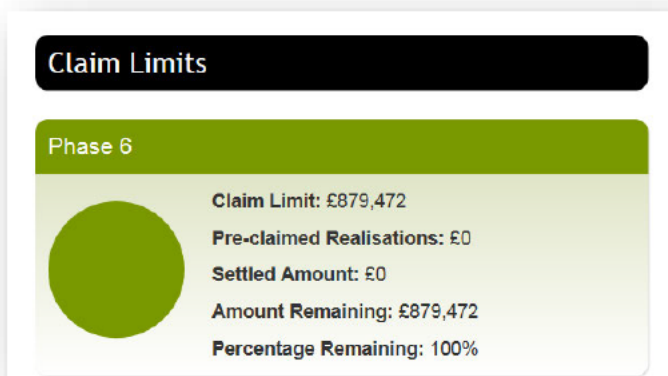 Claim Limits
Phase 6
Claim Limit: £879,472
Pre-claimed Realisations: £0
Settled Amount: £0
Amount Remaining: £879,472
Percentage Remaining: 100%